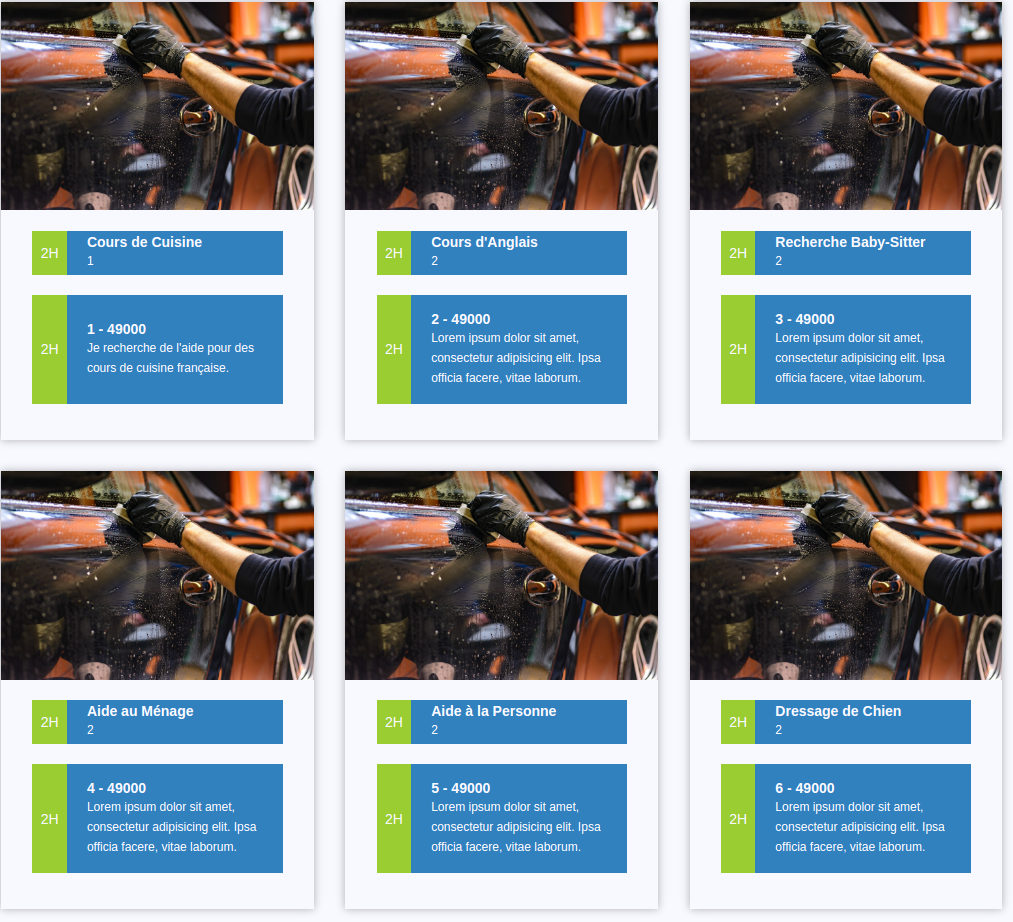 2H
Cours de Cuisine
1
2H
1 - 49000
Je recherche de l'aide pour des
cours de cuisine française.
2H
Cours d'Anglais
2
2H
2 - 49000
Lorem ipsum dolor sit amet,
consectetur adipisicing elit. Ipsa
officia facere, vitae laborum.
2H
Recherche Baby-Sitter
2
2H
3 - 49000
Lorem ipsum dolor sit amet,
consectetur adipisicing elit. Ipsa
officia facere, vitae laborum.
2H
Aide au Ménage
2
2H
4 - 49000
Lorem ipsum dolor sit amet,
consectetur adipisicing elit. Ipsa
officia facere, vitae laborum.
2H
Aide à la Personne
2
2H
5 - 49000
Lorem ipsum dolor sit amet,
consectetur adipisicing elit. Ipsa
officia facere, vitae laborum.
2H
Dressage de Chien
2
2H
6 - 49000
Lorem ipsum dolor sit amet,
consectetur adipisicing elit. Ipsa
officia facere, vitae laborum.